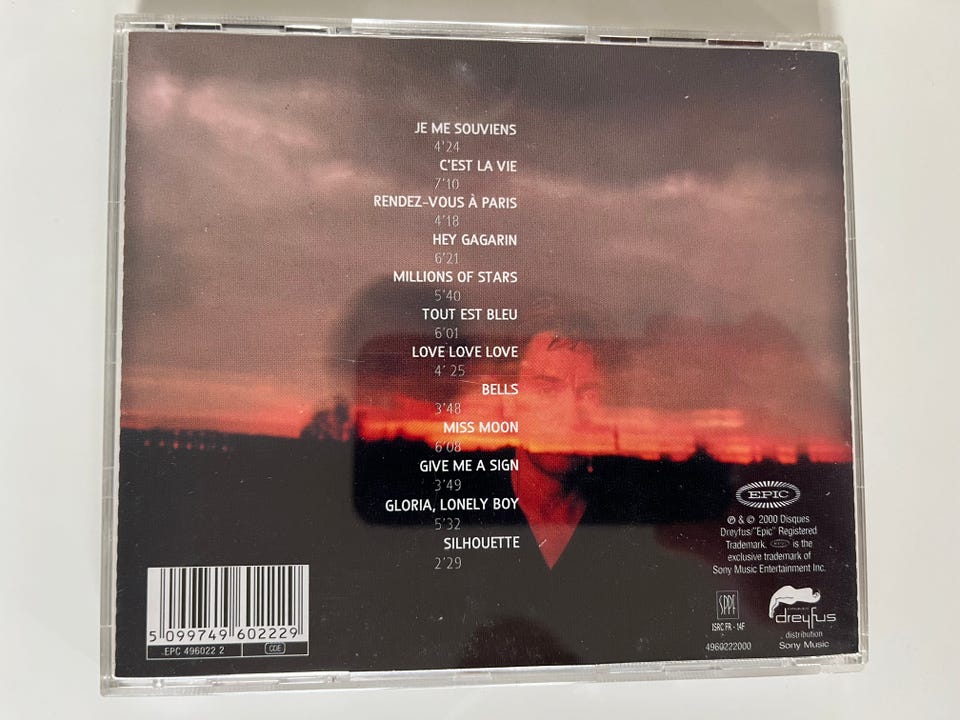 JE ME SOUVIENS
4'24
C'EST LA VIE
7'10
RENDEZ-VOUS À PARIS
4'18
HEY GAGARIN
6'21
MILLIONS OF STARS
5'40
TOUT EST BLEU
6'01
LOVE LOVE LOVE
4' 25
BELLS
3'48
MISS MOON
6'08
GIVE ME A SIGN
3'49
GLORIA, LONELY BOY
5'32
SILHOUETTE
2'29
EPIC
℗ & © 2000 Disques
Dreyfus/"Epic" Registered
Trademark. EPIC is the
exclusive trademark of
Sony Music Entertainment Inc.
SPPF
ISRC FR - 14F
4960222000
dreyfus
distribution
Sony Music
5 099749 602229
EPC 496022 2
CDE